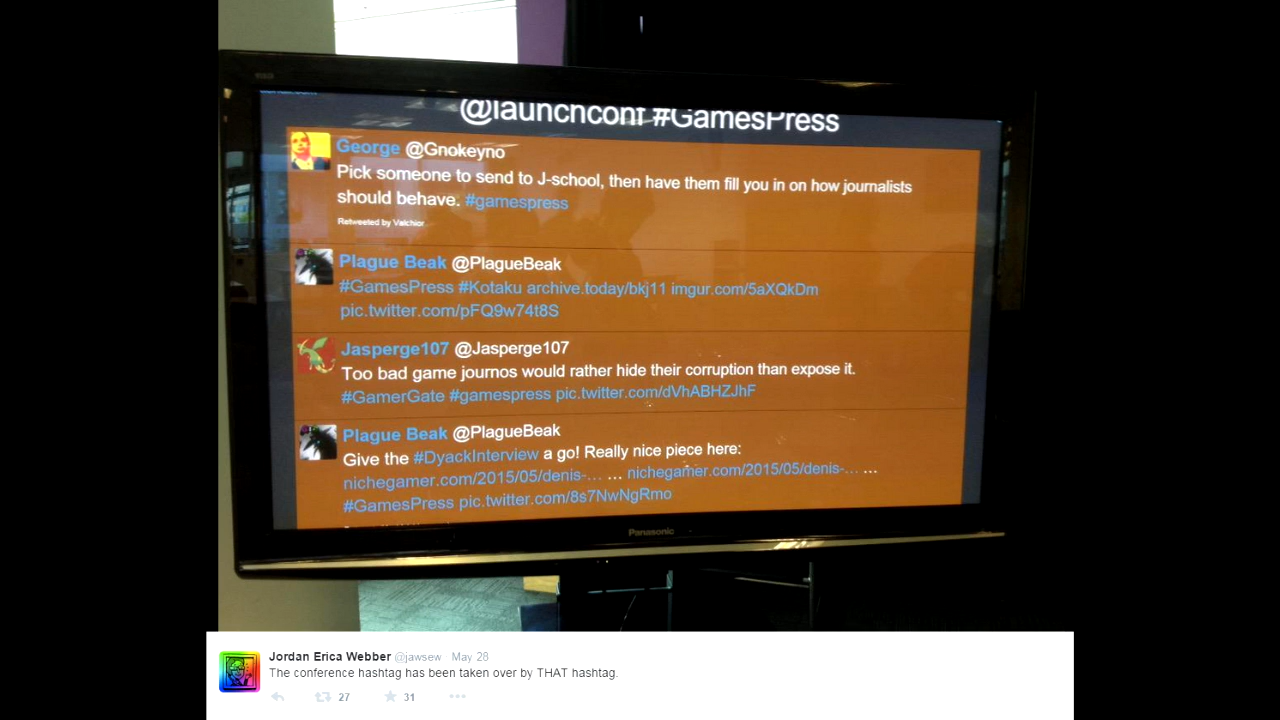 @launchconf #GamesPress
George @Gnokeyno
Pick someone to send to J-school, then have them fill you in on how journalists
should behave. #gamespress
Retweeted by Valchior
Plague Beak @PlagueBeak
#GamesPress #Kotaku archive.today/bkj11 imgur.com/5aXQkDm
pic.twitter.com/pFQ9w74t8S
Jasperge107 @Jasperge107
Too bad game journos would rather hide their corruption than expose it.
#GamerGate #gamespress pic.twitter.com/dVhABHZJhF
Plague Beak @PlagueBeak
Give the #DyackInterview a go! Really nice piece here:
nichegamer.com/2015/05/denis-… … nichegamer.com/2015/05/denis-… …
#GamesPress pic.twitter.com/8s7NwNgRmo
Panasonic
Jordan Erica Webber @jawsew May 28
The conference hashtag has been taken over by THAT hashtag.
27 31